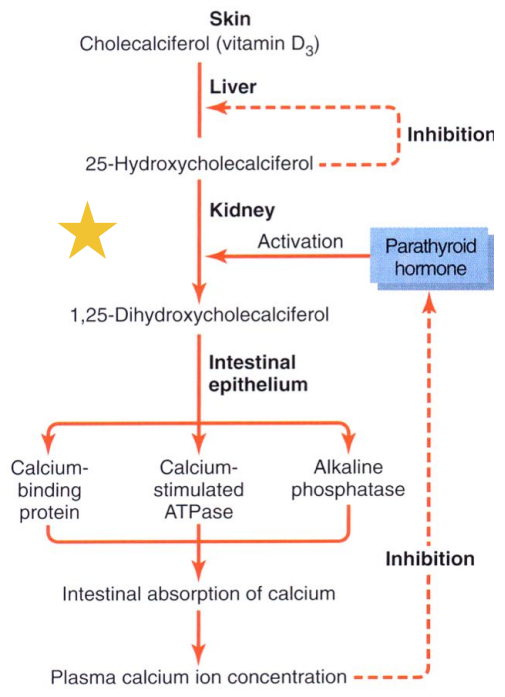 Skin
Cholecalciferol (vitamin D₃)
Liver
Inhibition
25-Hydroxycholecalciferol
Kidney
Activation
Parathyroid
hormone
1,25-Dihydroxycholecalciferol
Intestinal
epithelium
Calcium-
binding
protein
Calcium-
stimulated
ATPase
Alkaline
phosphatase
Inhibition
Intestinal absorption of calcium
Plasma calcium ion concentration